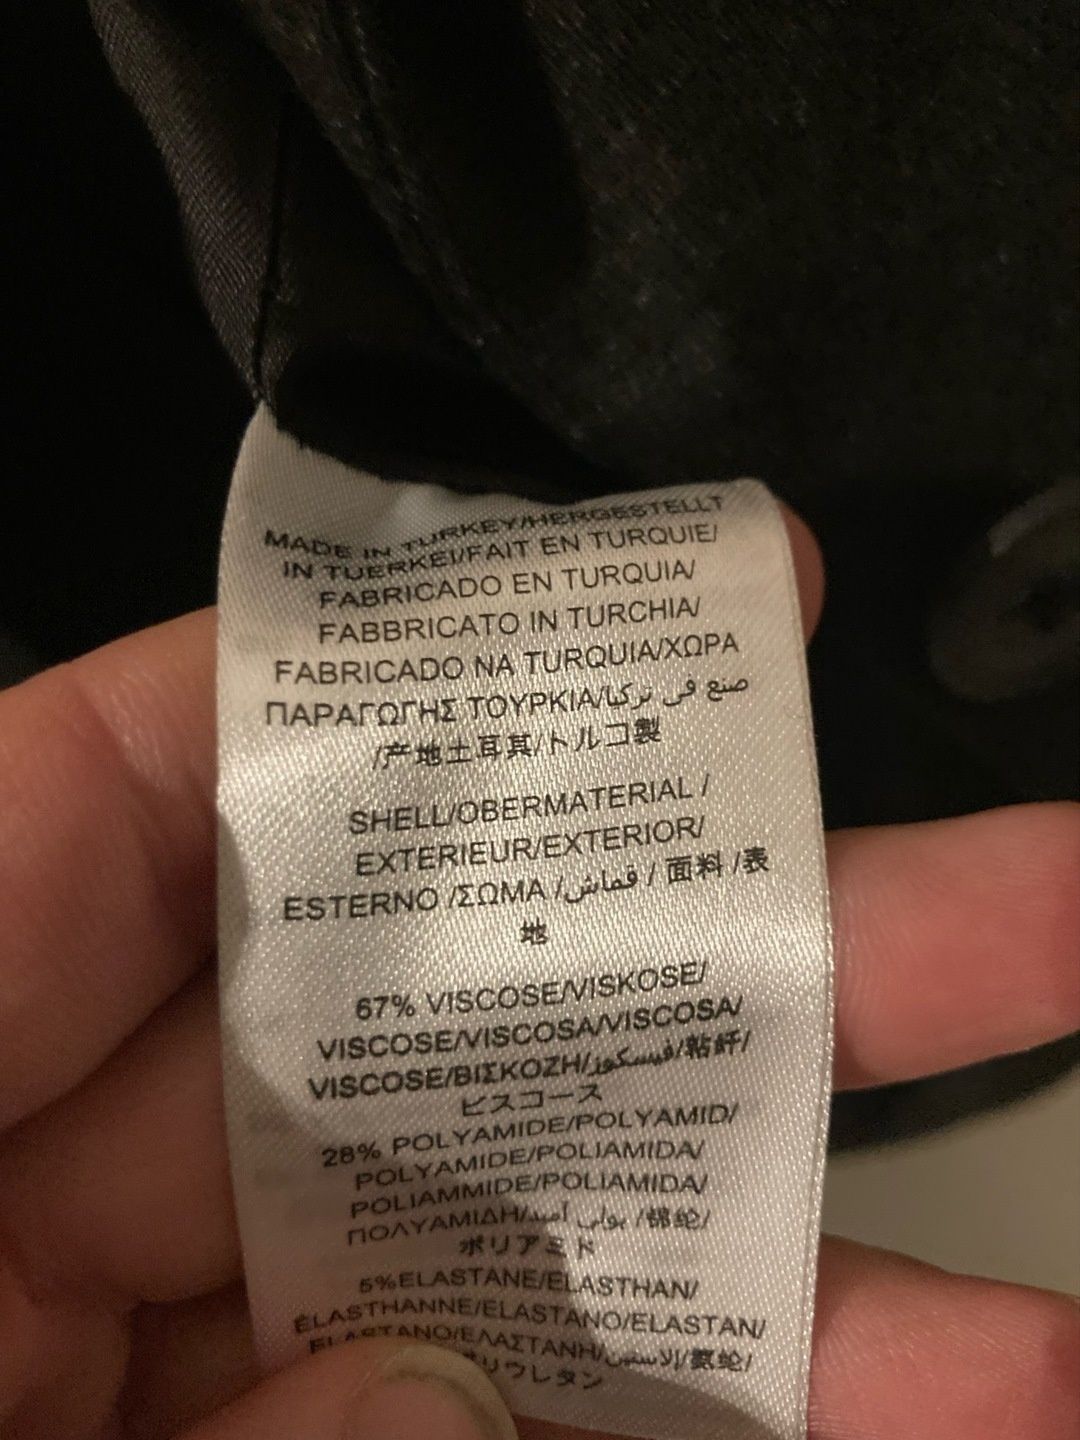 MADE IN TURKEY/HERGESTELLT
IN TUERKEI/FAIT EN TURQUIE/
FABRICADO EN TURQUIA/
FABBRICATO IN TURCHIA/
FABRICADO NA TURQUIA/ΧΩΡΑ
ΠΑΡΑΓΩΓΗΣ ΤΟΥΡΚΙΑ/صنع في تركيا
/产地土耳其/トルコ製
SHELL/OBERMATERIAL /
EXTERIEUR/EXTERIOR/
ESTERNO /ΣΩΜΑ /قماش / 面料 /表
地
67% VISCOSE/VISKOSE/
VISCOSE/VISCOSA/VISCOSA/
VISCOSE/ΒΙΣΚΟΖΗ/فيسكوز/粘纤/
ビスコース
28% POLYAMIDE/POLYAMID/
POLYAMIDE/POLIAMIDA/
POLIAMMIDE/POLIAMIDA/
ΠΟΛΥΑΜΙΔΗ/بولي أميد /锦纶/
ポリアミド
5%ELASTANE/ELASTHAN/
ÉLASTHANNE/ELASTANO/ELASTAN/
ELASTANO/ΕΛΑΣΤΑΝΗ/إلاستين/氨纶/
ポリウレタン